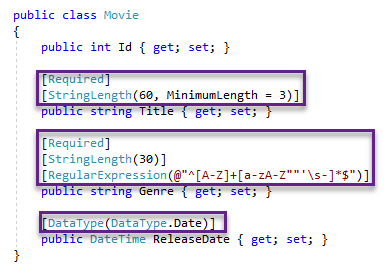 public class Movie
{
public int Id { get; set; }
[Required]
[StringLength(60, MinimumLength = 3)]
public string Title { get; set; }
[Required]
[StringLength(30)]
[RegularExpression(@"^[A-Z]+[a-zA-Z""'\s-]*$")]
public string Genre { get; set; }
[DataType(DataType.Date)]
public DateTime ReleaseDate { get; set; }
}